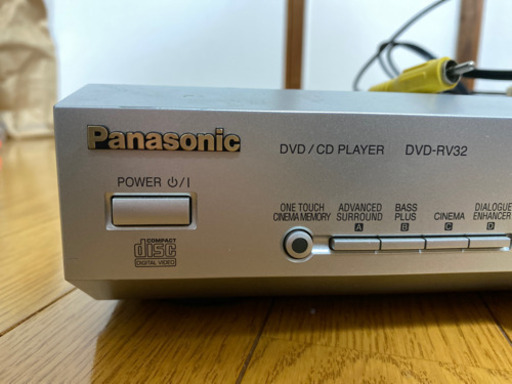 Panasonic
DVD / CD PLAYER DVD-RV32
POWER ⏻/I
ONE TOUCH
CINEMA MEMORY
ADVANCED
SURROUND
A
BASS
PLUS
B
CINEMA
C
DIALOGUE
ENHANCER
D
COMPACT
disc
DIGITAL VIDEO